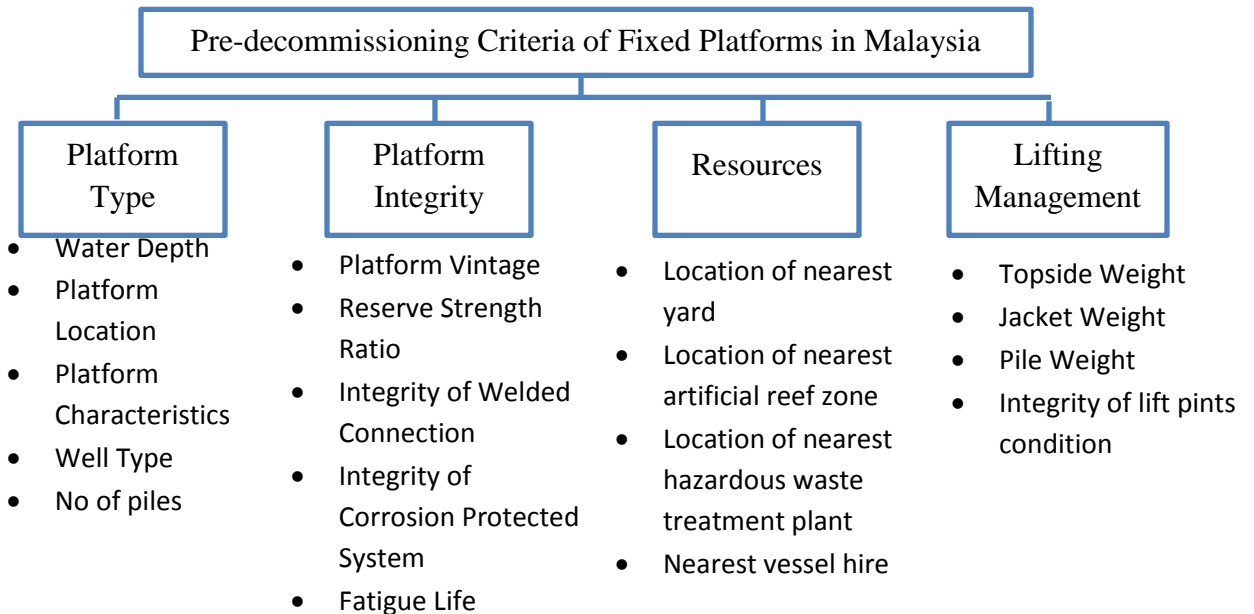 Pre-decommissioning Criteria of Fixed Platforms in Malaysia
Platform
Type
• Water Depth
• Platform
Location
• Platform
Characteristics
• Well Type
• No of piles
Platform
Integrity
• Platform Vintage
• Reserve Strength
Ratio
• Integrity of Welded
Connection
• Integrity of
Corrosion Protected
System
• Fatigue Life
Resources
• Location of nearest
yard
• Location of nearest
artificial reef zone
• Location of nearest
hazardous waste
treatment plant
• Nearest vessel hire
Lifting
Management
• Topside Weight
• Jacket Weight
• Pile Weight
• Integrity of lift pints
condition